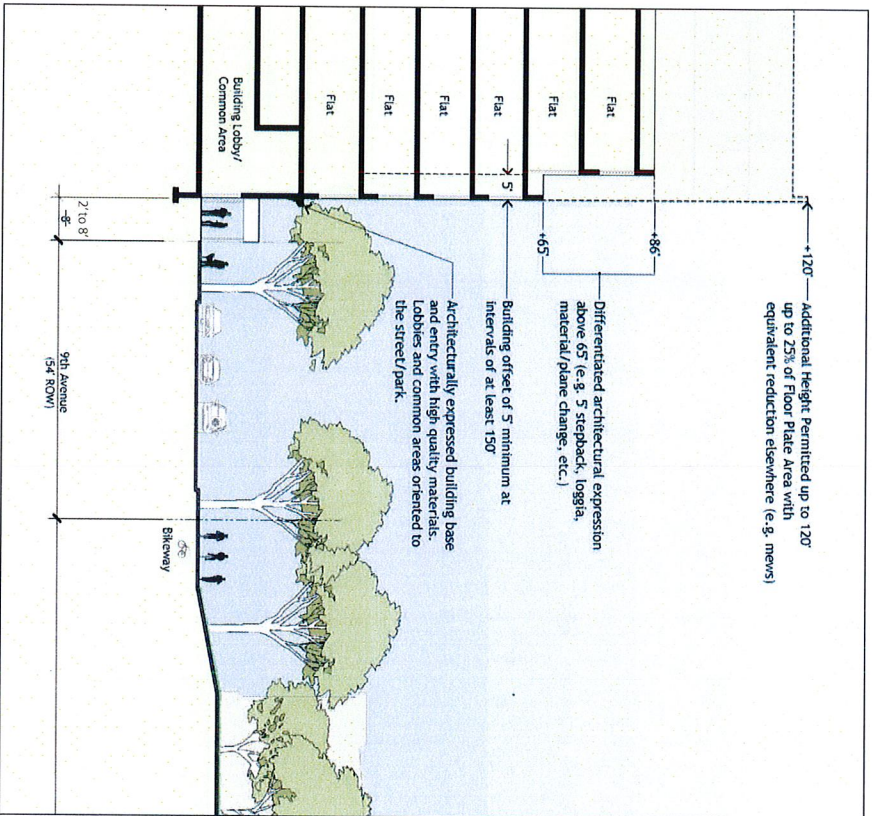 +120'
Additional Height Permitted up to 120'
up to 25% of Floor Plate Area with
equivalent reduction elsewhere (e.g. mews)
+86'
+65'
Differentiated architectural expression
above 65' (e.g. 5' stepback, loggia,
material/plane change, etc.)
5'
Building offset of 5' minimum at
intervals of at least 150'
Architecturally expressed building base
and entry with high quality materials.
Lobbies and common areas oriented to
the street/park.
Flat
Flat
Flat
Flat
Flat
Flat
Building Lobby/
Common Area
Bikeway
2' to 8'
8'
9th Avenue
(54' ROW)